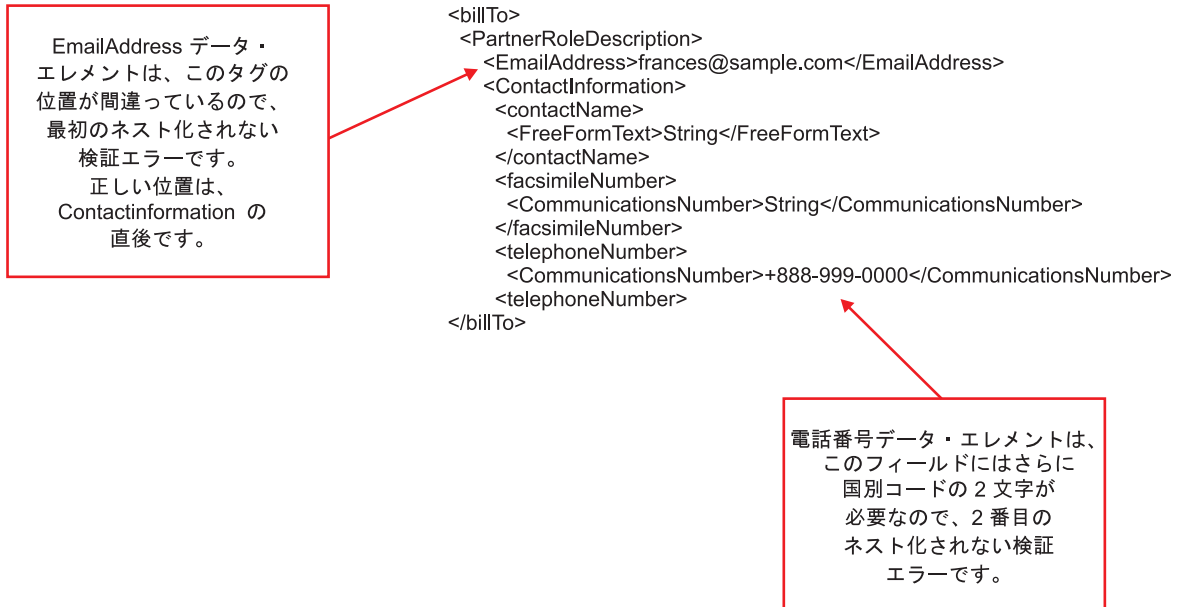 EmailAddress データ・
エレメントは、このタグの
位置が間違っているので、
最初のネスト化されない
検証エラーです。
正しい位置は、
Contactinformation の
直後です。
<billTo>
<PartnerRoleDescription>
<EmailAddress>frances@sample.com</EmailAddress>
<ContactInformation>
<contactName>
<FreeFormText>String</FreeFormText>
</contactName>
<facsimileNumber>
<CommunicationsNumber>String</CommunicationsNumber>
</facsimileNumber>
<telephoneNumber>
<CommunicationsNumber>+888-999-0000</CommunicationsNumber>
<telephoneNumber>
</billTo>
電話番号データ・エレメントは、
このフィールドにはさらに
国別コードの 2 文字が
必要なので、2 番目の
ネスト化されない検証
エラーです。